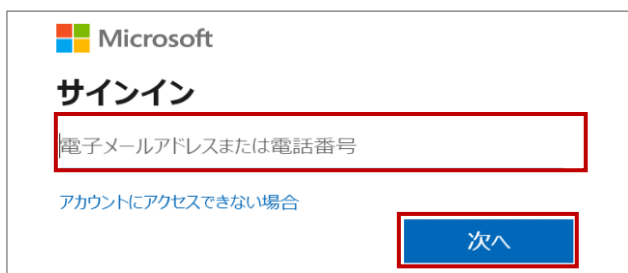 Microsoft
サインイン
電子メールアドレスまたは電話番号
アカウントにアクセスできない場合
次へ